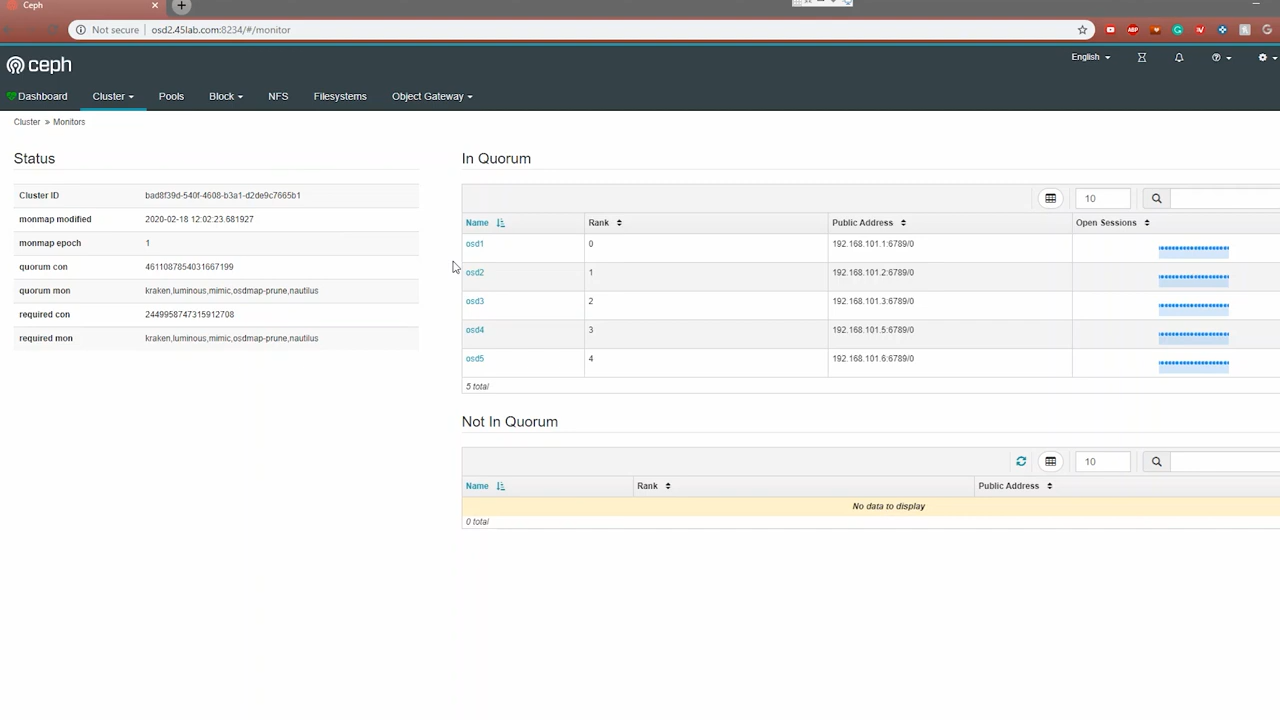 Ceph
Not secure osd2.45lab.com:8234/#/monitor
ABP
ceph
English
Dashboard Cluster Pools Block NFS Filesystems Object Gateway
Cluster » Monitors
Status
Cluster ID bad8f39d-540f-4608-b3a1-d2de9c7665b1
monmap modified 2020-02-18 12:02:23.681927
monmap epoch 1
quorum con 4611087854031667199
quorum mon kraken,luminous,mimic,osdmap-prune,nautilus
required con 2449958747315912708
required mon kraken,luminous,mimic,osdmap-prune,nautilus
In Quorum
10
Name Rank Public Address Open Sessions
osd1 0 192.168.101.1:6789/0
osd2 1 192.168.101.2:6789/0
osd3 2 192.168.101.3:6789/0
osd4 3 192.168.101.5:6789/0
osd5 4 192.168.101.6:6789/0
5 total
Not In Quorum
10
Name Rank Public Address
No data to display
0 total